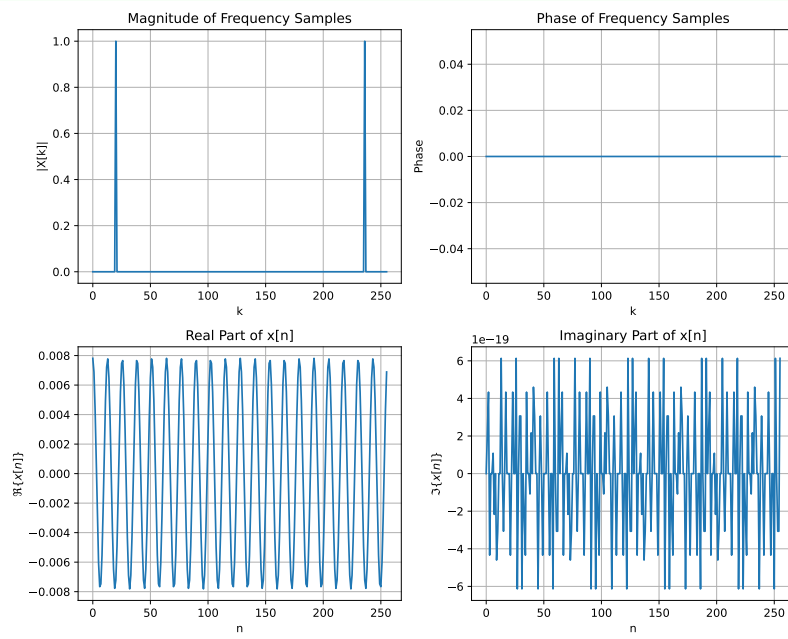 Magnitude of Frequency Samples
1.0
0.8
0.6
0.4
0.2
0.0
|X[k]|
0 50 100 150 200 250
k
Phase of Frequency Samples
0.04
0.02
0.00
−0.02
−0.04
Phase
0 50 100 150 200 250
k
Real Part of x[n]
0.008
0.006
0.004
0.002
0.000
−0.002
−0.004
−0.006
−0.008
ℜ{x[n]}
0 50 100 150 200 250
n
Imaginary Part of x[n]
1e−19
6
4
2
0
−2
−4
−6
ℑ{x[n]}
0 50 100 150 200 250
n